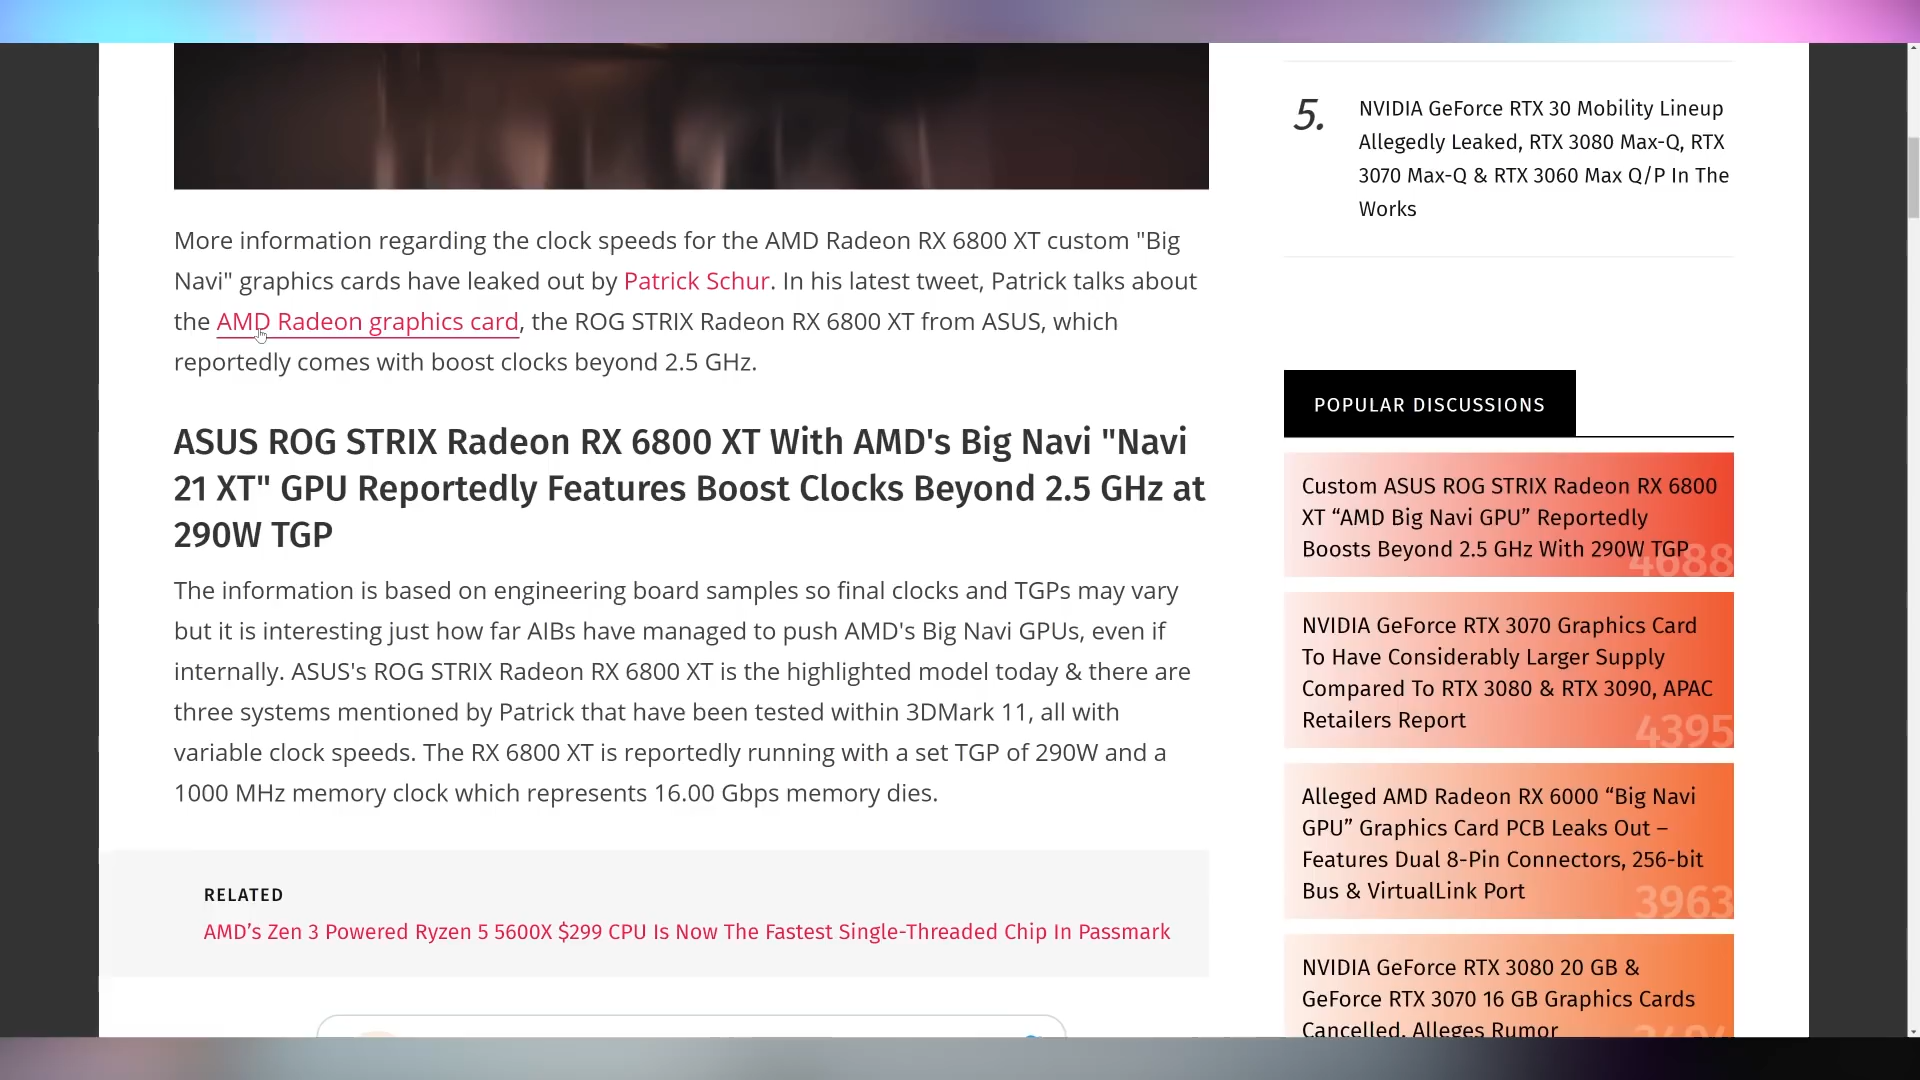 More information regarding the clock speeds for the AMD Radeon RX 6800 XT custom "Big
Navi" graphics cards have leaked out by Patrick Schur. In his latest tweet, Patrick talks about
the AMD Radeon graphics card, the ROG STRIX Radeon RX 6800 XT from ASUS, which
reportedly comes with boost clocks beyond 2.5 GHz.
ASUS ROG STRIX Radeon RX 6800 XT With AMD's Big Navi "Navi
21 XT" GPU Reportedly Features Boost Clocks Beyond 2.5 GHz at
290W TGP
The information is based on engineering board samples so final clocks and TGPs may vary
but it is interesting just how far AIBs have managed to push AMD's Big Navi GPUs, even if
internally. ASUS's ROG STRIX Radeon RX 6800 XT is the highlighted model today & there are
three systems mentioned by Patrick that have been tested within 3DMark 11, all with
variable clock speeds. The RX 6800 XT is reportedly running with a set TGP of 290W and a
1000 MHz memory clock which represents 16.00 Gbps memory dies.
RELATED
AMD’s Zen 3 Powered Ryzen 5 5600X $299 CPU Is Now The Fastest Single-Threaded Chip In Passmark
5.
NVIDIA GeForce RTX 30 Mobility Lineup
Allegedly Leaked, RTX 3080 Max-Q, RTX
3070 Max-Q & RTX 3060 Max Q/P In The
Works
POPULAR DISCUSSIONS
Custom ASUS ROG STRIX Radeon RX 6800
XT “AMD Big Navi GPU” Reportedly
Boosts Beyond 2.5 GHz With 290W TGP
4688
NVIDIA GeForce RTX 3070 Graphics Card
To Have Considerably Larger Supply
Compared To RTX 3080 & RTX 3090, APAC
Retailers Report
4395
Alleged AMD Radeon RX 6000 “Big Navi
GPU” Graphics Card PCB Leaks Out –
Features Dual 8-Pin Connectors, 256-bit
Bus & VirtualLink Port
3963
NVIDIA GeForce RTX 3080 20 GB &
GeForce RTX 3070 16 GB Graphics Cards
Cancelled, Alleges Rumor